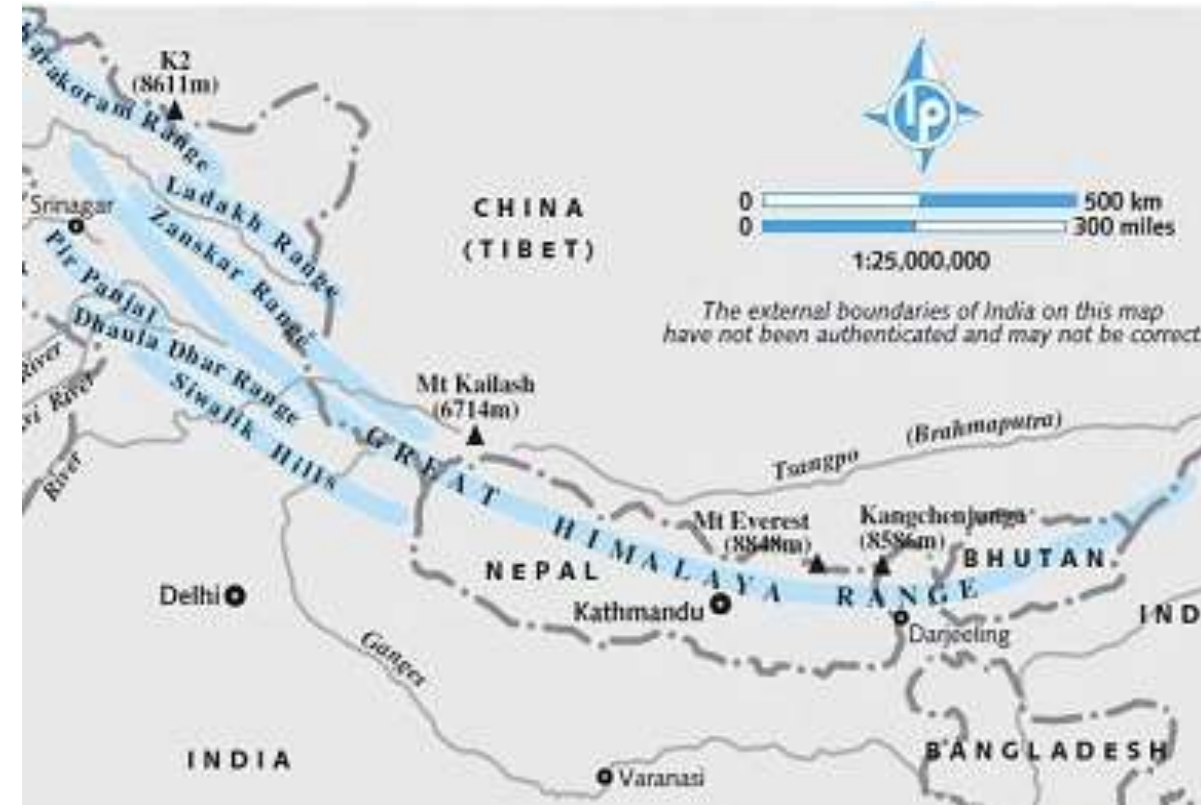 K2
(8611m)
Karakoram Range
Ladakh Range
Srinagar
Zanskar Range
CHINA
(TIBET)
lp
0 500 km
0 300 miles
1:25,000,000
The external boundaries of India on this map
have not been authenticated and may not be correct.
Pir Panjal
Dhaula Dhar Range
Siwalik Hills
River
River
River
Mt Kailash
(6714m)
GREAT HIMALAYA RANGE
Tsangpo (Brahmaputra)
Mt Everest
(8848m)
Kangchenjunga
(8586m)
BHUTAN
NEPAL
Delhi
Kathmandu
Darjeeling
IND
Ganges
INDIA
Varanasi
BANGLADESH